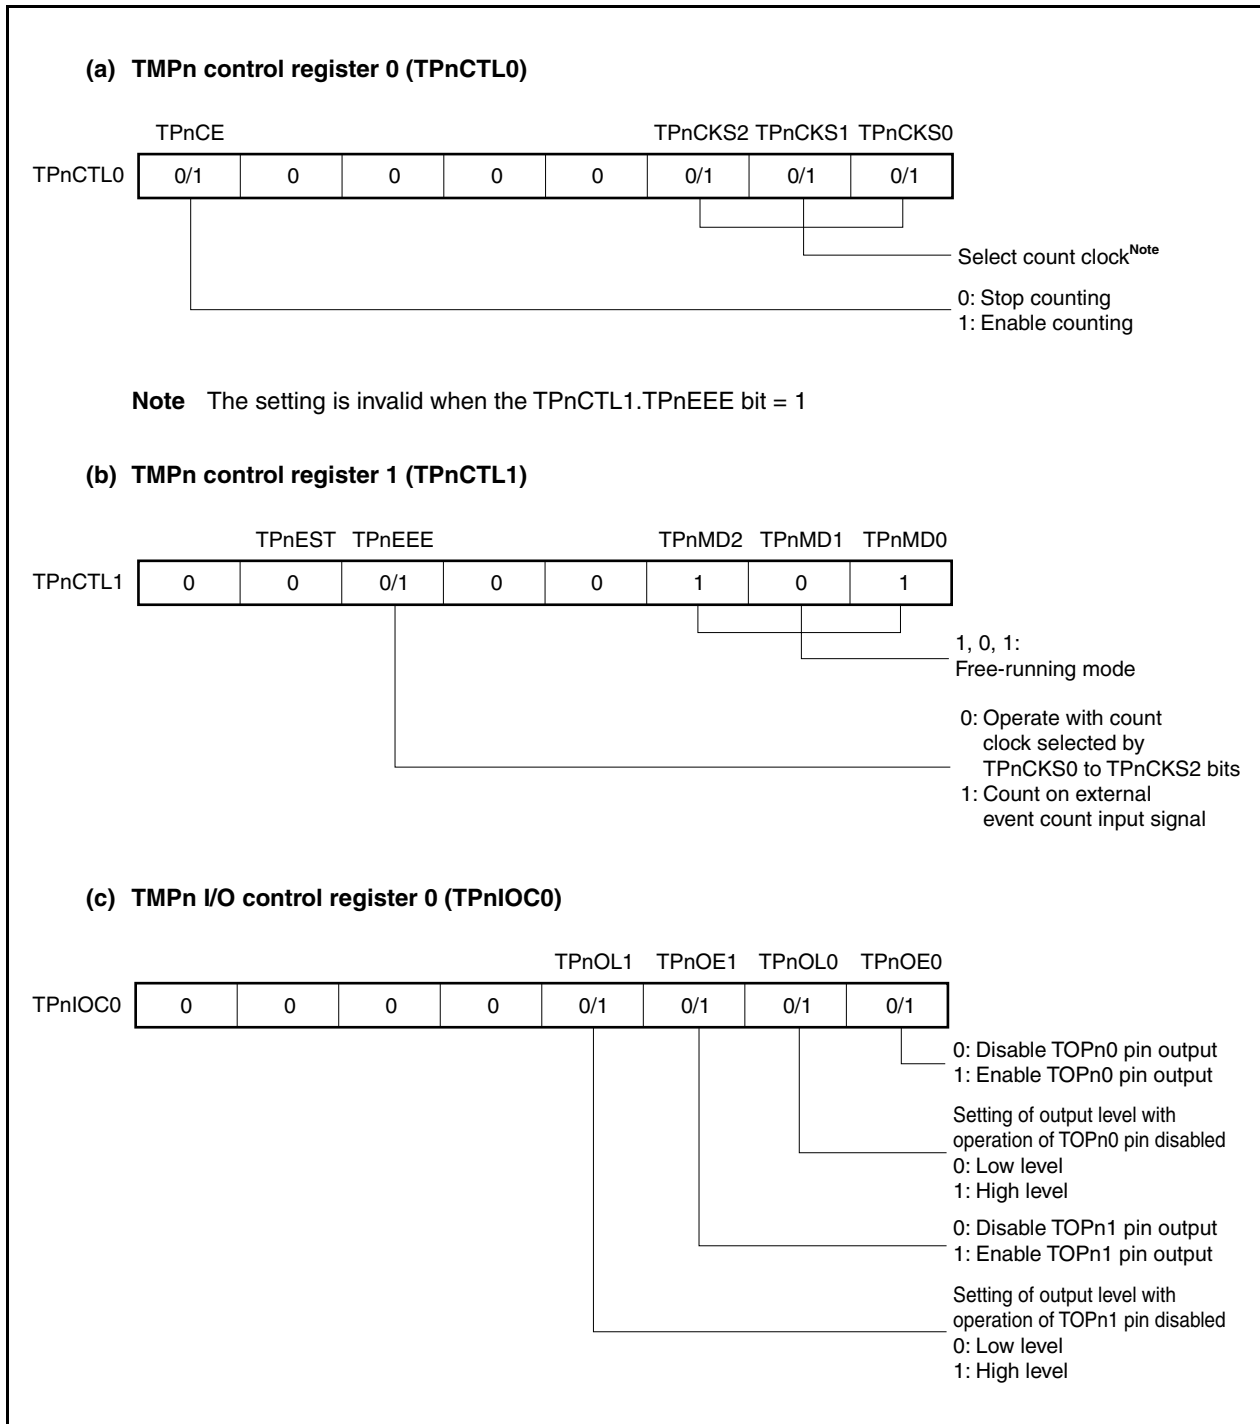 (a) TMPn control register 0 (TPnCTL0)
TPnCE TPnCKS2 TPnCKS1 TPnCKS0
TPnCTL0 0/1 0 0 0 0 0/1 0/1 0/1
Select count clockNote
0: Stop counting
1: Enable counting
Note The setting is invalid when the TPnCTL1.TPnEEE bit = 1
(b) TMPn control register 1 (TPnCTL1)
TPnEST TPnEEE TPnMD2 TPnMD1 TPnMD0
TPnCTL1 0 0 0/1 0 0 1 0 1
1, 0, 1:
Free-running mode
0: Operate with count
clock selected by
TPnCKS0 to TPnCKS2 bits
1: Count on external
event count input signal
(c) TMPn I/O control register 0 (TPnIOC0)
TPnOL1 TPnOE1 TPnOL0 TPnOE0
TPnIOC0 0 0 0 0 0/1 0/1 0/1 0/1
0: Disable TOPn0 pin output
1: Enable TOPn0 pin output
Setting of output level with
operation of TOPn0 pin disabled
0: Low level
1: High level
0: Disable TOPn1 pin output
1: Enable TOPn1 pin output
Setting of output level with
operation of TOPn1 pin disabled
0: Low level
1: High level